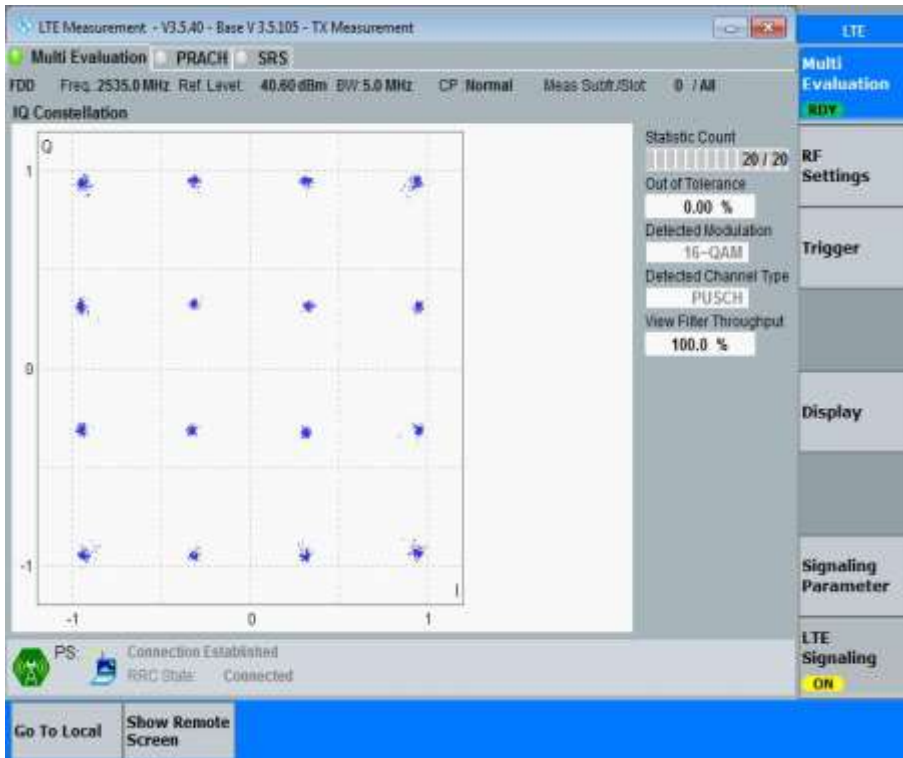 LTE Measurement - V3.5.40 - Base V 3.5.105 - TX Measurement
LTE
Multi Evaluation PRACH SRS
Multi
Evaluation
RDY
FDD Freq.:2535.0 MHz Ref. Level: 40.60 dBm BW:5.0 MHz CP :Normal Meas Subfr./Slot: 0 / All
IQ Constellation
Q
1
0
-1
I
-1 0 1
Statistic Count
20 / 20
Out of Tolerance
0.00 %
Detected Modulation
16-QAM
Detected Channel Type
PUSCH
View Filter Throughput
100.0 %
RF
Settings
Trigger
Display
Signaling
Parameter
LTE
Signaling
ON
PS: Connection Established
RRC State: Connected
Go To Local
Show Remote
Screen